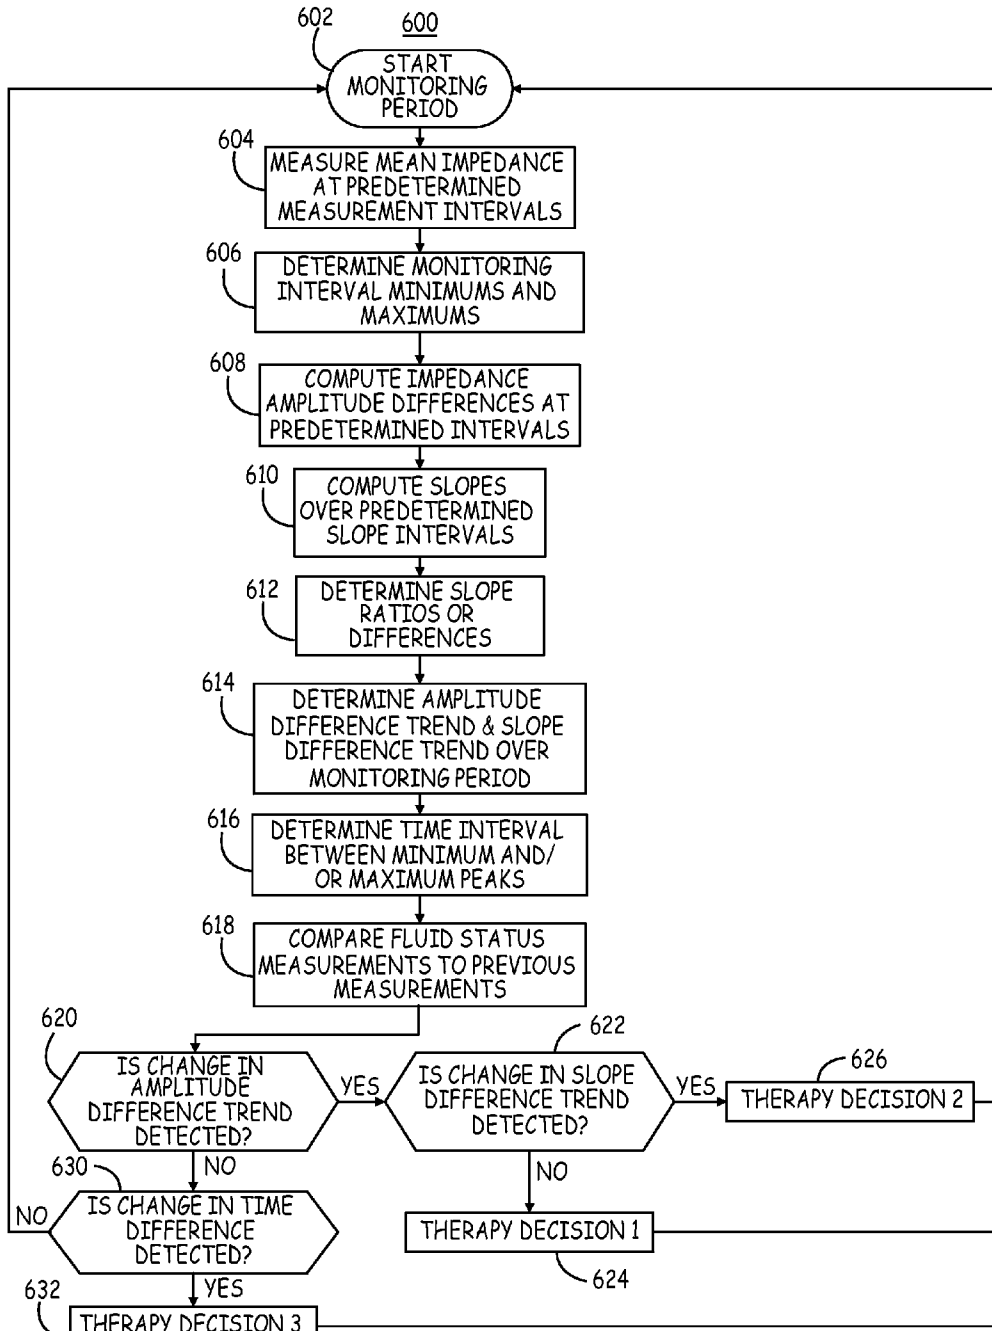 602
600
START
MONITORING
PERIOD
604
MEASURE MEAN IMPEDANCE
AT PREDETERMINED
MEASUREMENT INTERVALS
606
DETERMINE MONITORING
INTERVAL MINIMUMS AND
MAXIMUMS
608
COMPUTE IMPEDANCE
AMPLITUDE DIFFERENCES AT
PREDETERMINED INTERVALS
610
COMPUTE SLOPES
OVER PREDETERMINED
SLOPE INTERVALS
612
DETERMINE SLOPE
RATIOS OR
DIFFERENCES
614
DETERMINE AMPLITUDE
DIFFERENCE TREND & SLOPE
DIFFERENCE TREND OVER
MONITORING PERIOD
616
DETERMINE TIME INTERVAL
BETWEEN MINIMUM AND/
OR MAXIMUM PEAKS
618
COMPARE FLUID STATUS
MEASUREMENTS TO PREVIOUS
MEASUREMENTS
620
IS CHANGE IN
AMPLITUDE
DIFFERENCE TREND
DETECTED?
YES
622
IS CHANGE IN SLOPE
DIFFERENCE TREND
DETECTED?
YES
626
THERAPY DECISION 2
NO
NO
630
IS CHANGE IN TIME
DIFFERENCE
DETECTED?
NO
THERAPY DECISION 1
624
YES
632
THERAPY DECISION 3